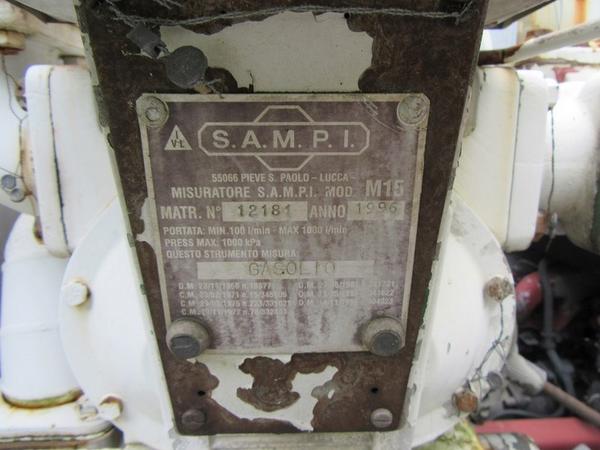 V-L
S.A.M.P.I.
55066 PIEVE S. PAOLO - LUCCA -
MISURATORE S.A.M.P.I. MOD. M15
MATR. N° 12181 ANNO 1996
PORTATA: MIN. 100 l/min - MAX 1000 l/min
PRESS MAX. 1000 kPa
QUESTO STRUMENTO MISURA:
GASOLIO
D.M.
C.M.
C.M.
C.M.